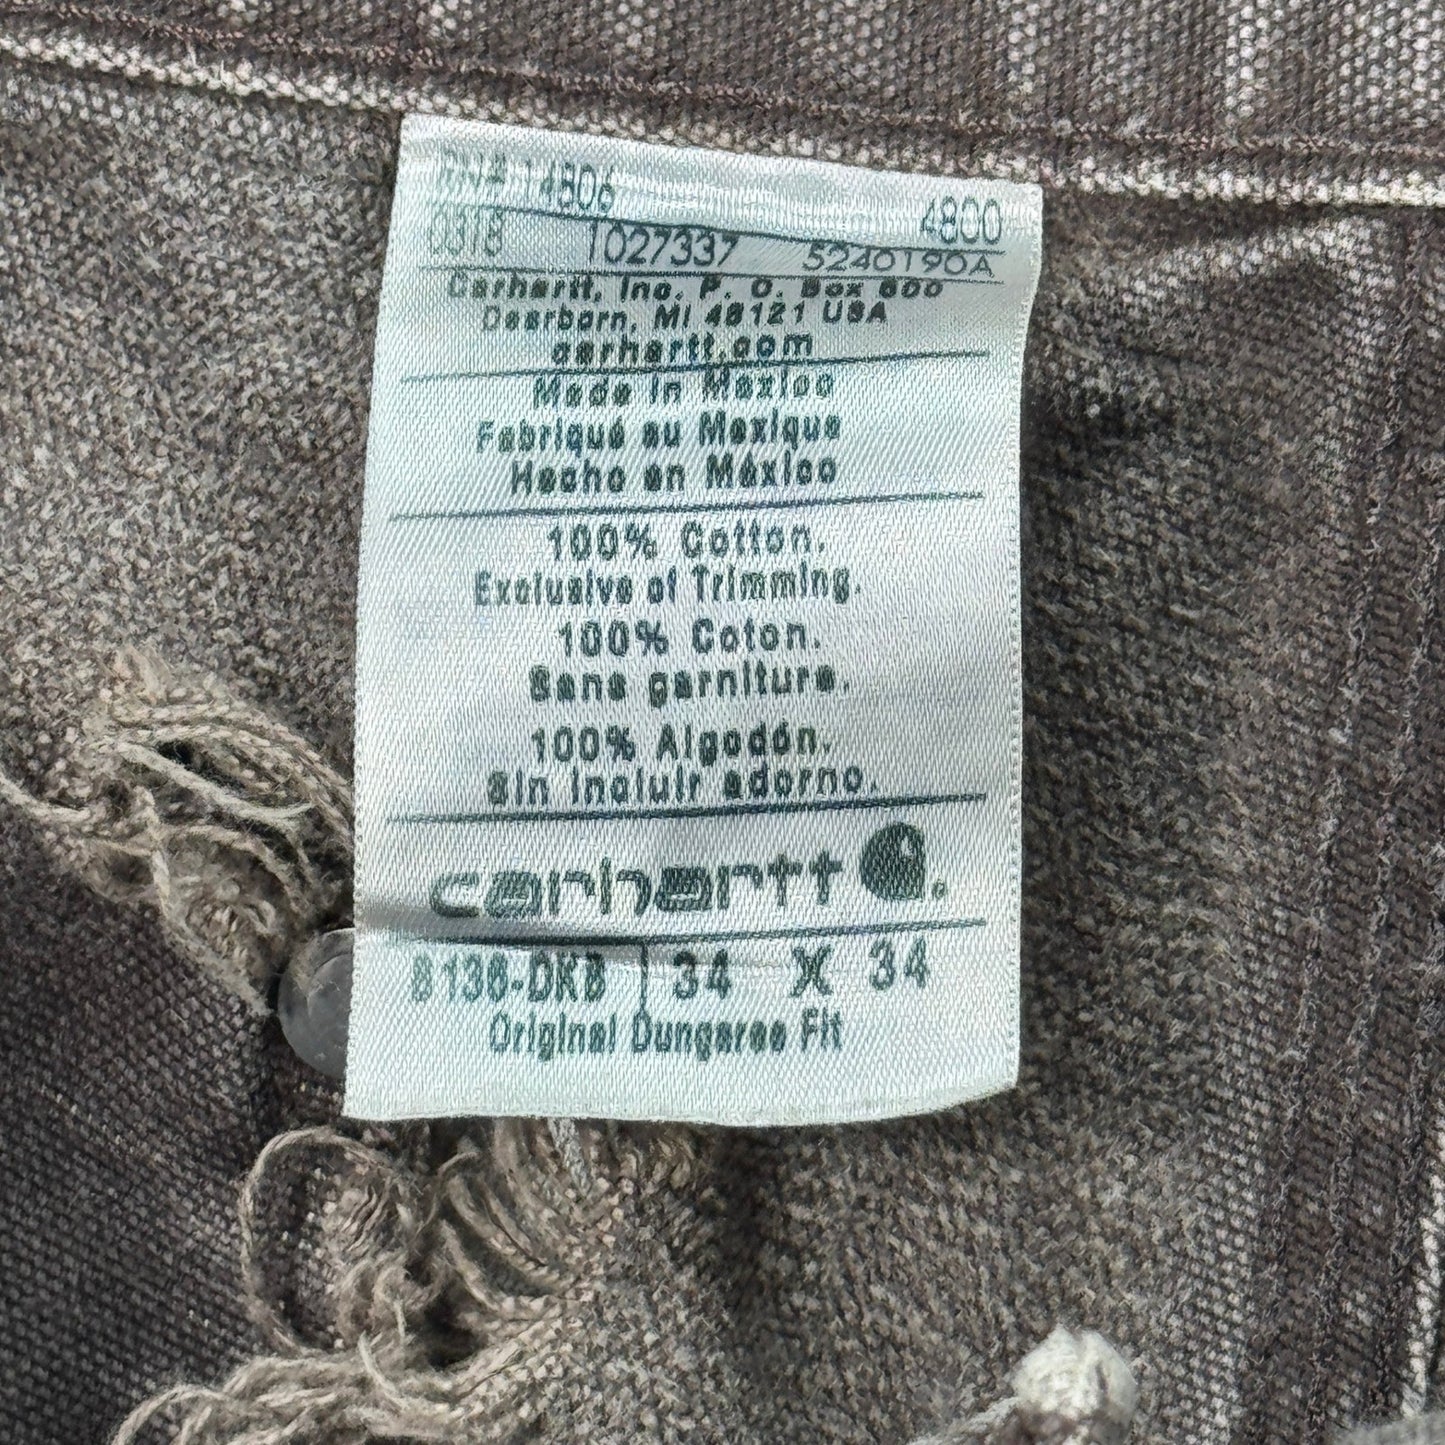 RN# 14806 4800
0318 1027337 5240190A
Carhartt, Inc. P. O. Box 600
Dearborn, MI 48121 USA
carhartt.com
Made in Mexico
Fabriqué au Mexique
Hecho en México
100% Cotton.
Exclusive of Trimming.
100% Coton.
Sans garniture.
100% Algodón.
Sin incluir adorno.
carhartt
8136-DKB 34 X 34
Original Dungaree Fit